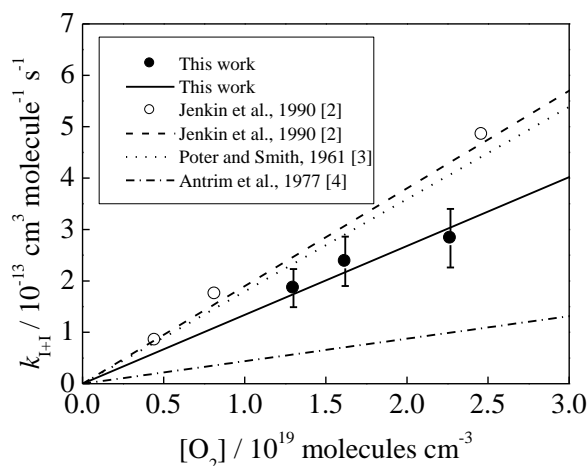 7
6
5
4
3
2
1
0
k_{I+I} / 10^{-13} cm^3 molecule^{-1} s^{-1}
This work
This work
Jenkin et al., 1990 [2]
Jenkin et al., 1990 [2]
Poter and Smith, 1961 [3]
Antrim et al., 1977 [4]
0.0 0.5 1.0 1.5 2.0 2.5 3.0
[O_2] / 10^{19} molecules cm^{-3}